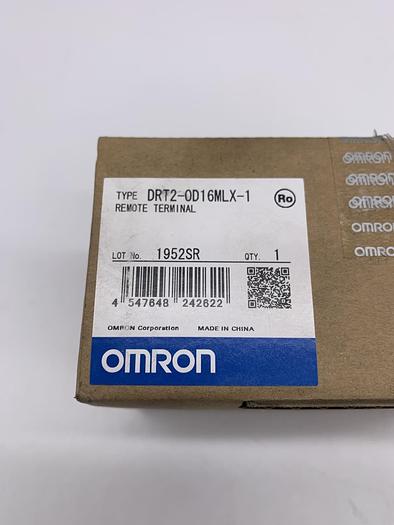 TYPE DRT2-OD16MLX-1
REMOTE TERMINAL
Ro
LOT No. 1952SR QTY. 1
4 547648 242622
OMRON Corporation MADE IN CHINA
OMRON
OMRON
OMRON
OMRON
OMRON
OMRON